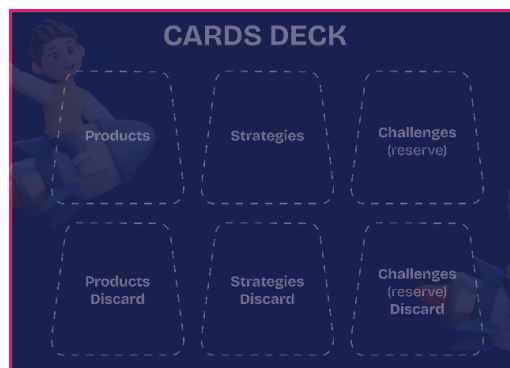 CARDS DECK
Products
Strategies
Challenges
(reserve)
Products
Discard
Strategies
Discard
Challenges
(reserve)
Discard